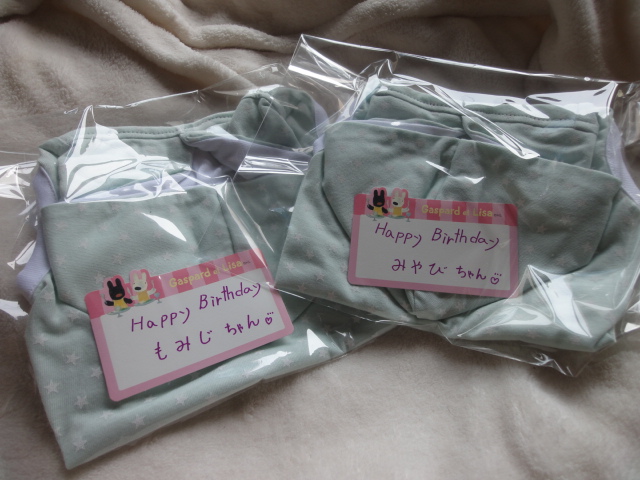 Gaspard et Lisa
Happy Birthday
もみじちゃん
Gaspard et Lisa
Happy Birthday
みやびちゃん